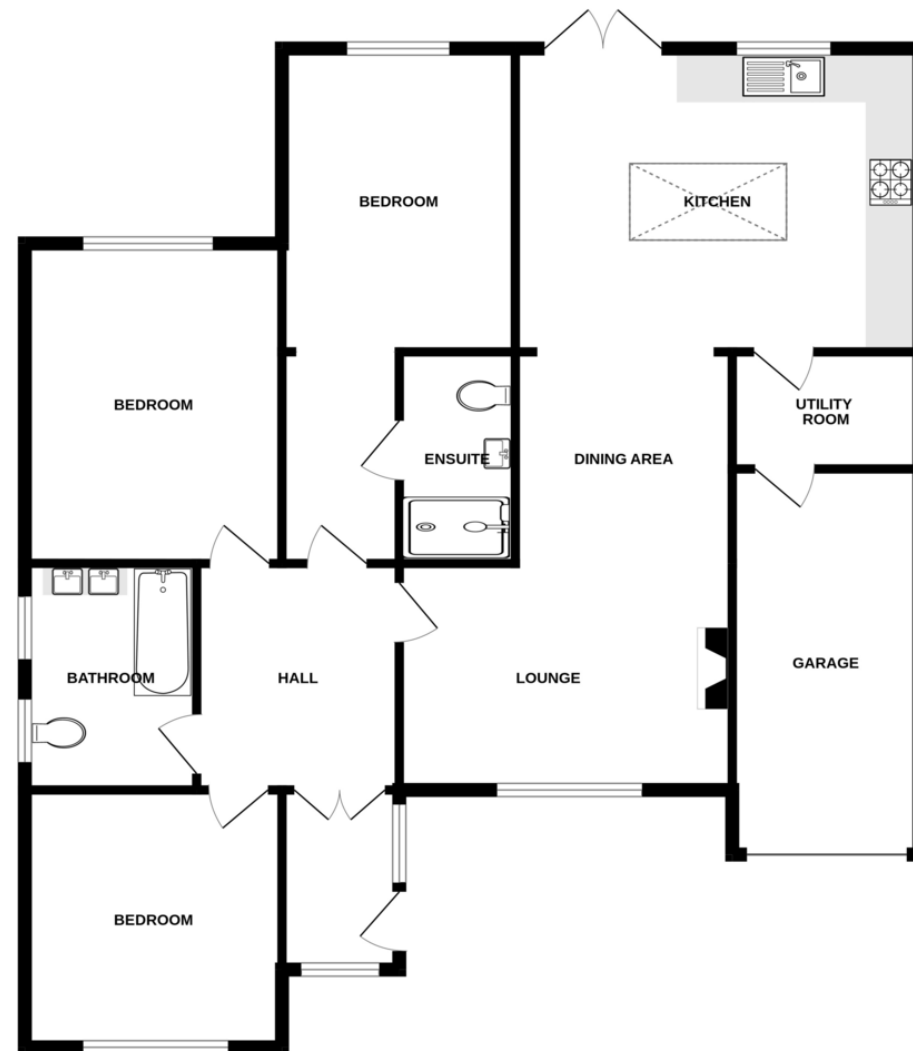 BEDROOM
KITCHEN
BEDROOM
UTILITY
ROOM
ENSUITE
DINING AREA
BATHROOM
HALL
LOUNGE
GARAGE
BEDROOM